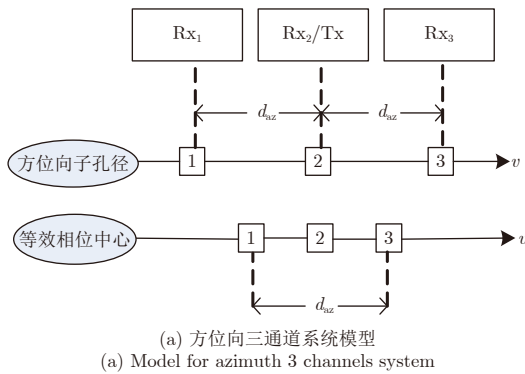 Rx₁ Rx₂/Tx Rx₃
d_az d_az
方位向子孔径 1 2 3 v
等效相位中心 1 2 3 v
d_az
(a) 方位向三通道系统模型
(a) Model for azimuth 3 channels system